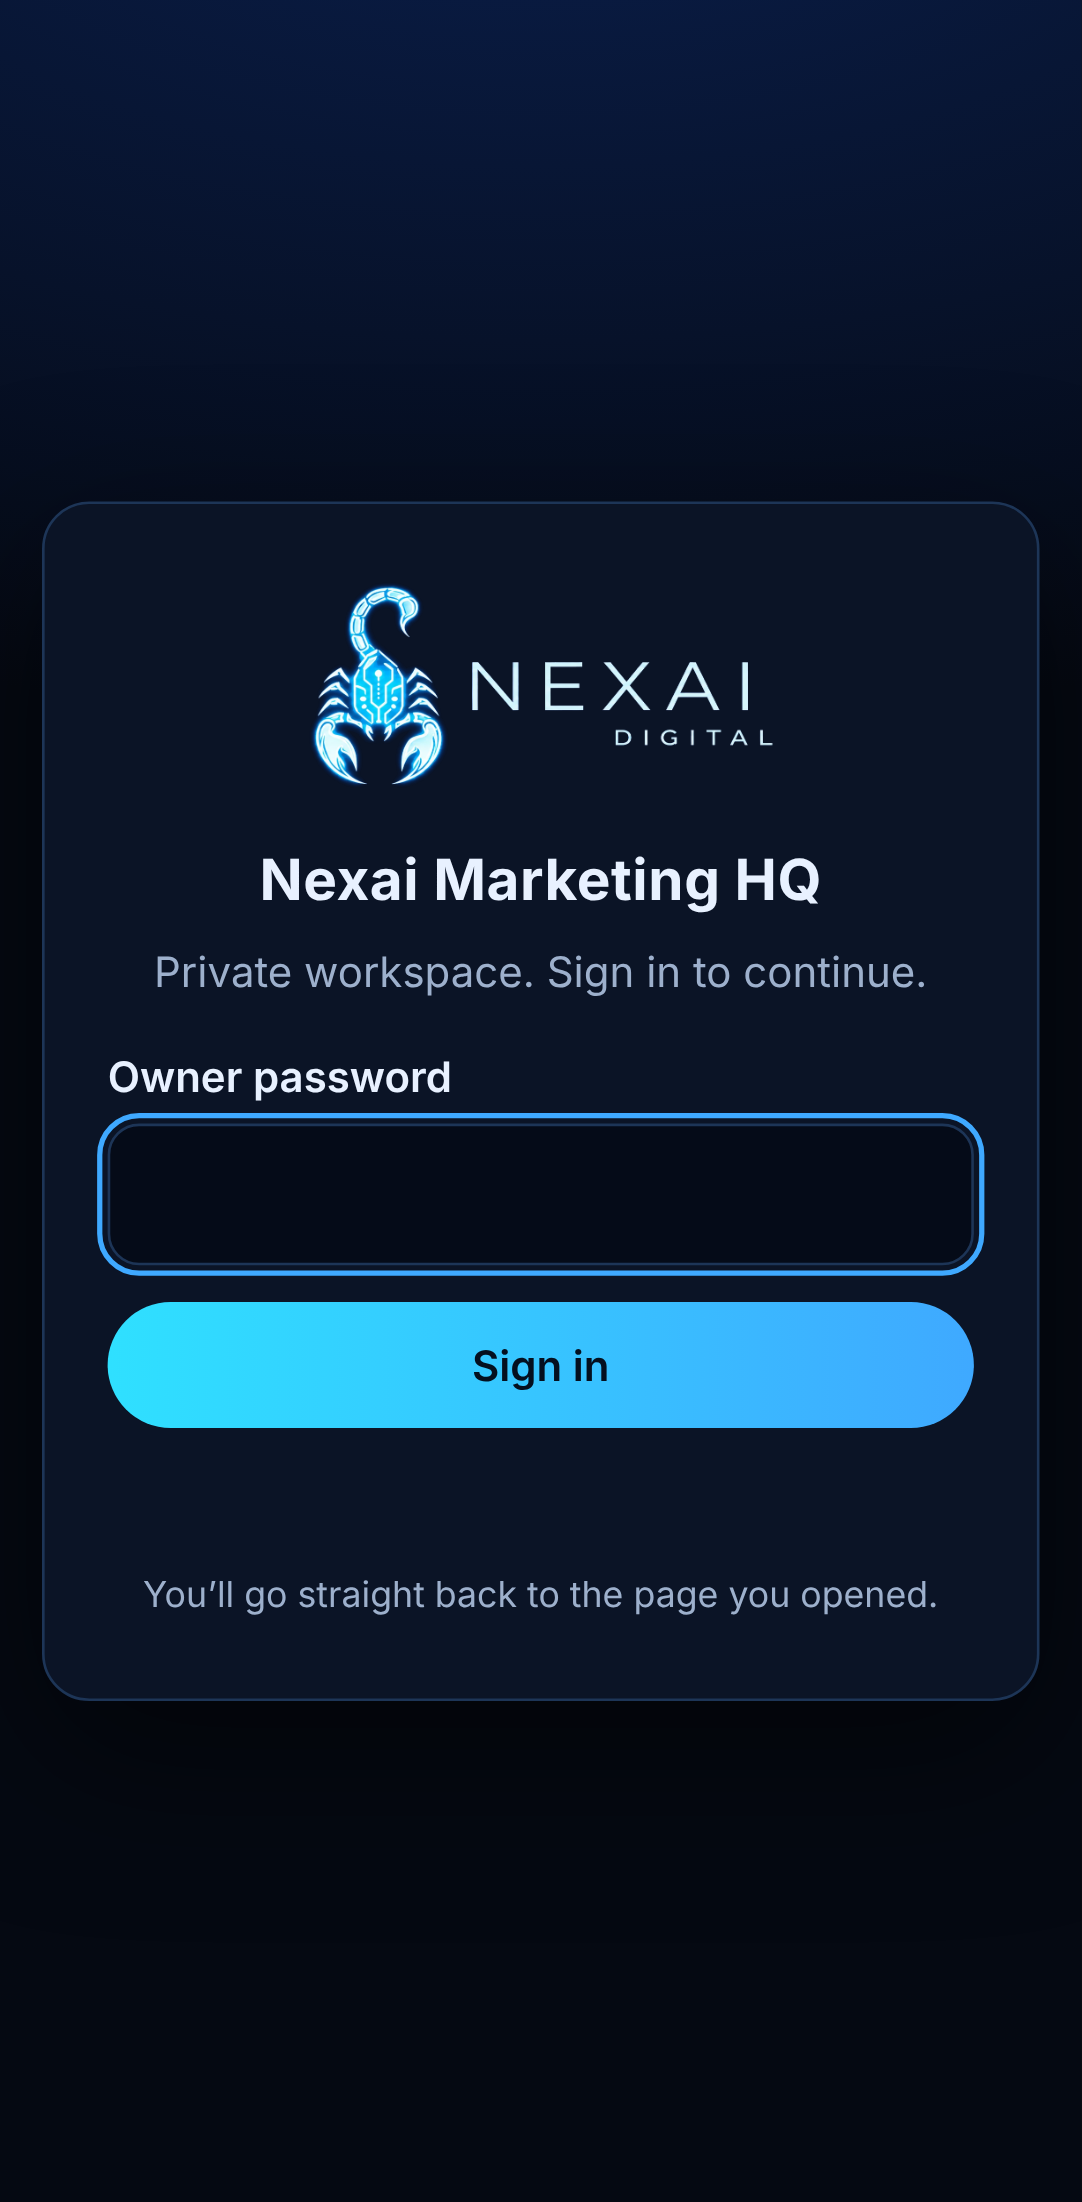 NEXAI
DIGITAL
Nexai Marketing HQ
Private workspace. Sign in to continue.
Owner password
Sign in
You’ll go straight back to the page you opened.